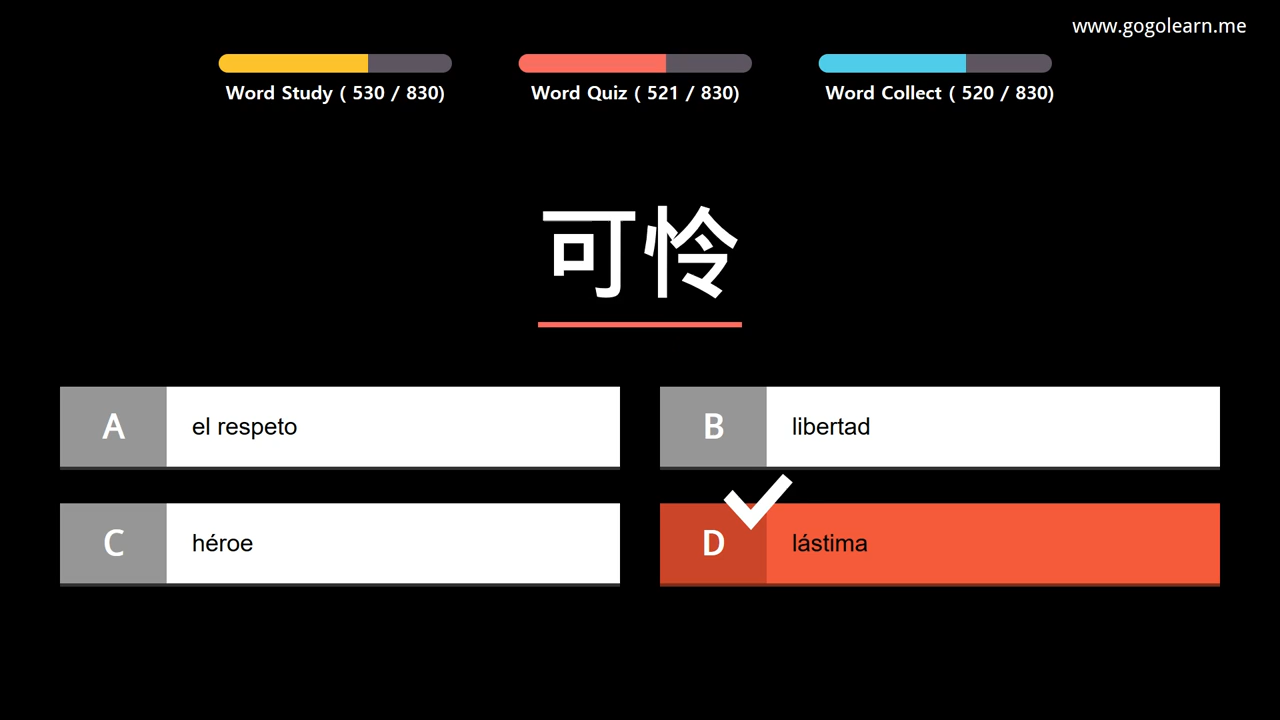 www.gogolearn.me
Word Study ( 530 / 830)
Word Quiz ( 521 / 830)
Word Collect ( 520 / 830)
可怜
A
el respeto
B
libertad
C
héroe
D
lástima